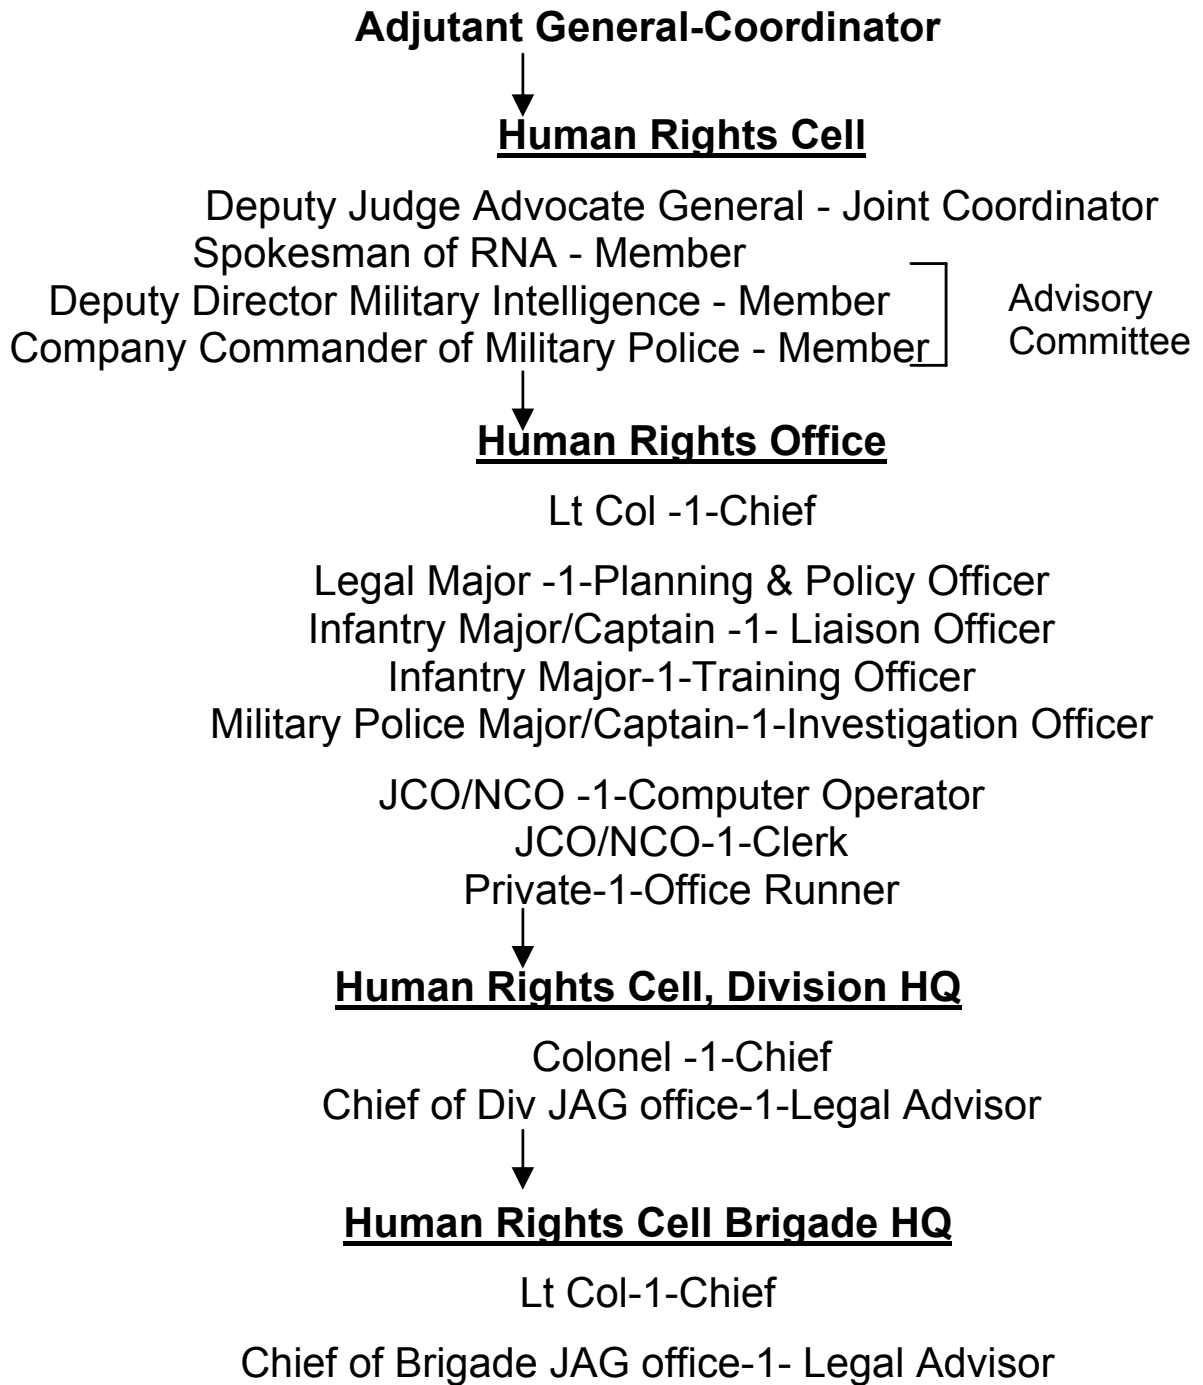 Adjutant General-Coordinator
Human Rights Cell
Deputy Judge Advocate General - Joint Coordinator
Spokesman of RNA - Member
Deputy Director Military Intelligence - Member
Company Commander of Military Police - Member
Advisory
Committee
Human Rights Office
Lt Col -1-Chief
Legal Major -1-Planning & Policy Officer
Infantry Major/Captain -1- Liaison Officer
Infantry Major-1-Training Officer
Military Police Major/Captain-1-Investigation Officer
JCO/NCO -1-Computer Operator
JCO/NCO-1-Clerk
Private-1-Office Runner
Human Rights Cell, Division HQ
Colonel -1-Chief
Chief of Div JAG office-1-Legal Advisor
Human Rights Cell Brigade HQ
Lt Col-1-Chief
Chief of Brigade JAG office-1- Legal Advisor